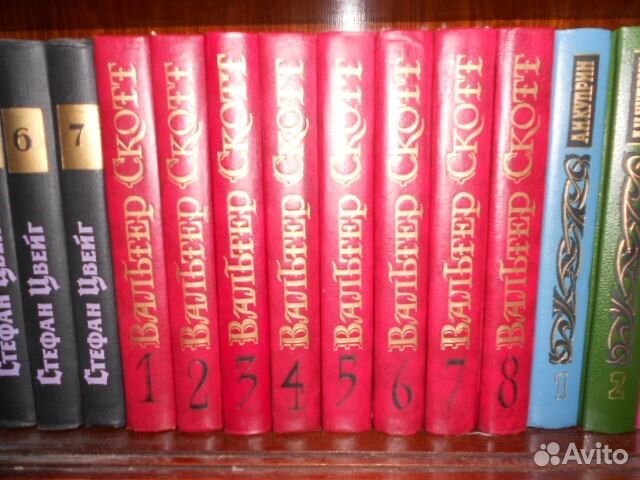 Стефан Цвейг
6
Стефан Цвейг
7
Стефан Цвейг
Вальтер Скотт
1
Вальтер Скотт
2
Вальтер Скотт
3
Вальтер Скотт
4
Вальтер Скотт
5
Вальтер Скотт
6
Вальтер Скотт
7
Вальтер Скотт
8
А.И.КУПРИН
1
2
Avito